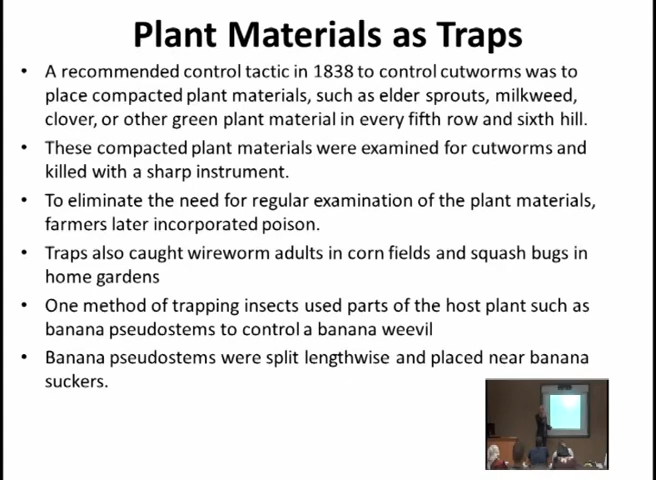 Plant Materials as Traps
• A recommended control tactic in 1838 to control cutworms was to
place compacted plant materials, such as elder sprouts, milkweed,
clover, or other green plant material in every fifth row and sixth hill.
• These compacted plant materials were examined for cutworms and
killed with a sharp instrument.
• To eliminate the need for regular examination of the plant materials,
farmers later incorporated poison.
• Traps also caught wireworm adults in corn fields and squash bugs in
home gardens
• One method of trapping insects used parts of the host plant such as
banana pseudostems to control a banana weevil
• Banana pseudostems were split lengthwise and placed near banana
suckers.